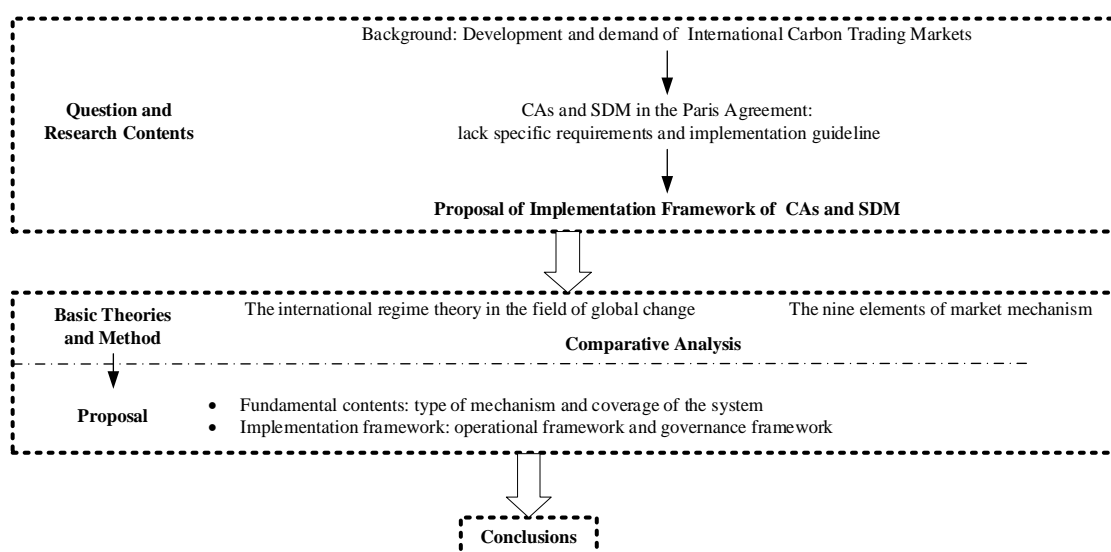 Background: Development and demand of International Carbon Trading Markets
Question and
Research Contents
CAs and SDM in the Paris Agreement:
lack specific requirements and implementation guideline
Proposal of Implementation Framework of CAs and SDM
Basic Theories
and Method
The international regime theory in the field of global change
The nine elements of market mechanism
Comparative Analysis
Proposal
• Fundamental contents: type of mechanism and coverage of the system
• Implementation framework: operational framework and governance framework
Conclusions